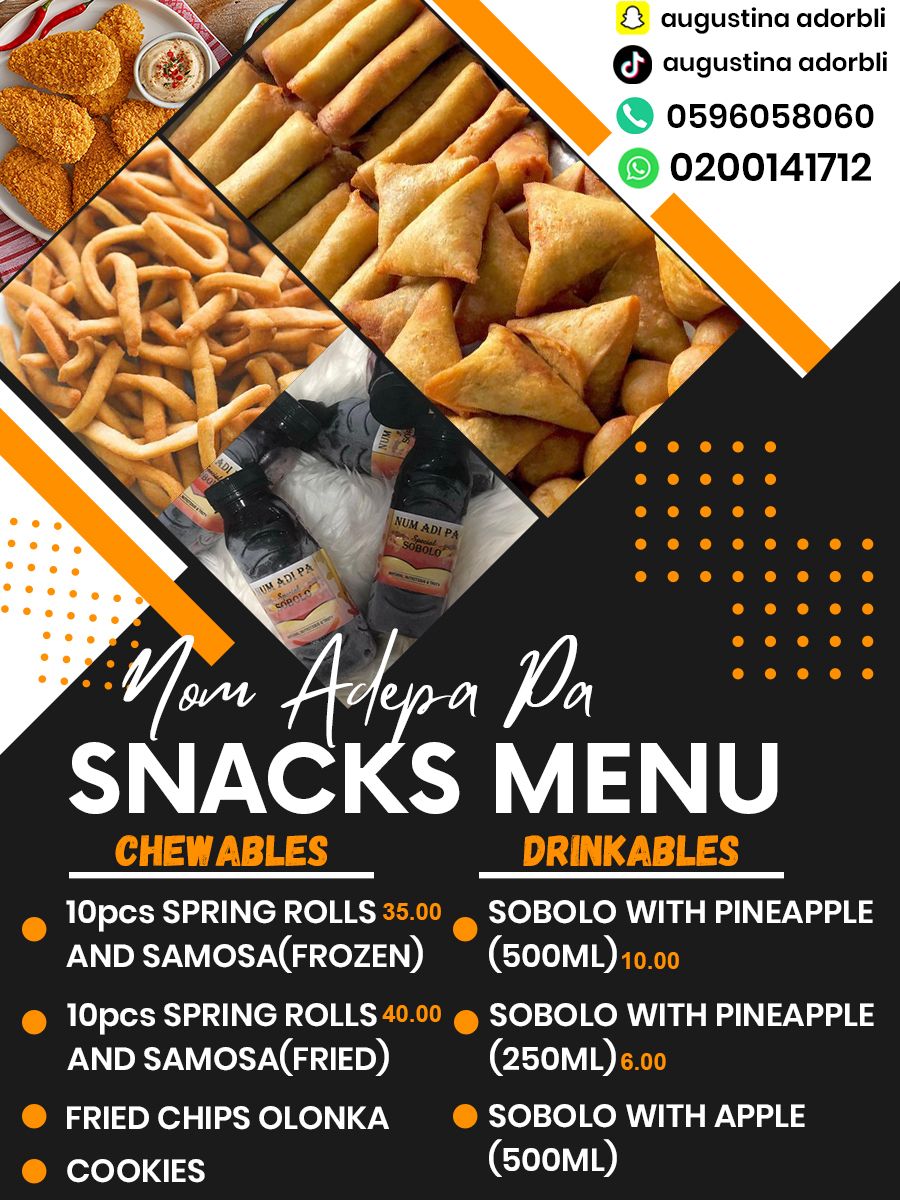 augustina adorbli
augustina adorbli
0596058060
0200141712
NUM ADI PA
Special
SOBOLO
NUM ADI PA
Special
SOBOLO
Nom Adepa Pa
SNACKS MENU
CHEWABLES
10pcs SPRING ROLLS 35.00
AND SAMOSA(FROZEN)
10pcs SPRING ROLLS 40.00
AND SAMOSA(FRIED)
FRIED CHIPS OLONKA
COOKIES
DRINKABLES
SOBOLO WITH PINEAPPLE
(500ML) 10.00
SOBOLO WITH PINEAPPLE
(250ML) 6.00
SOBOLO WITH APPLE
(500ML)